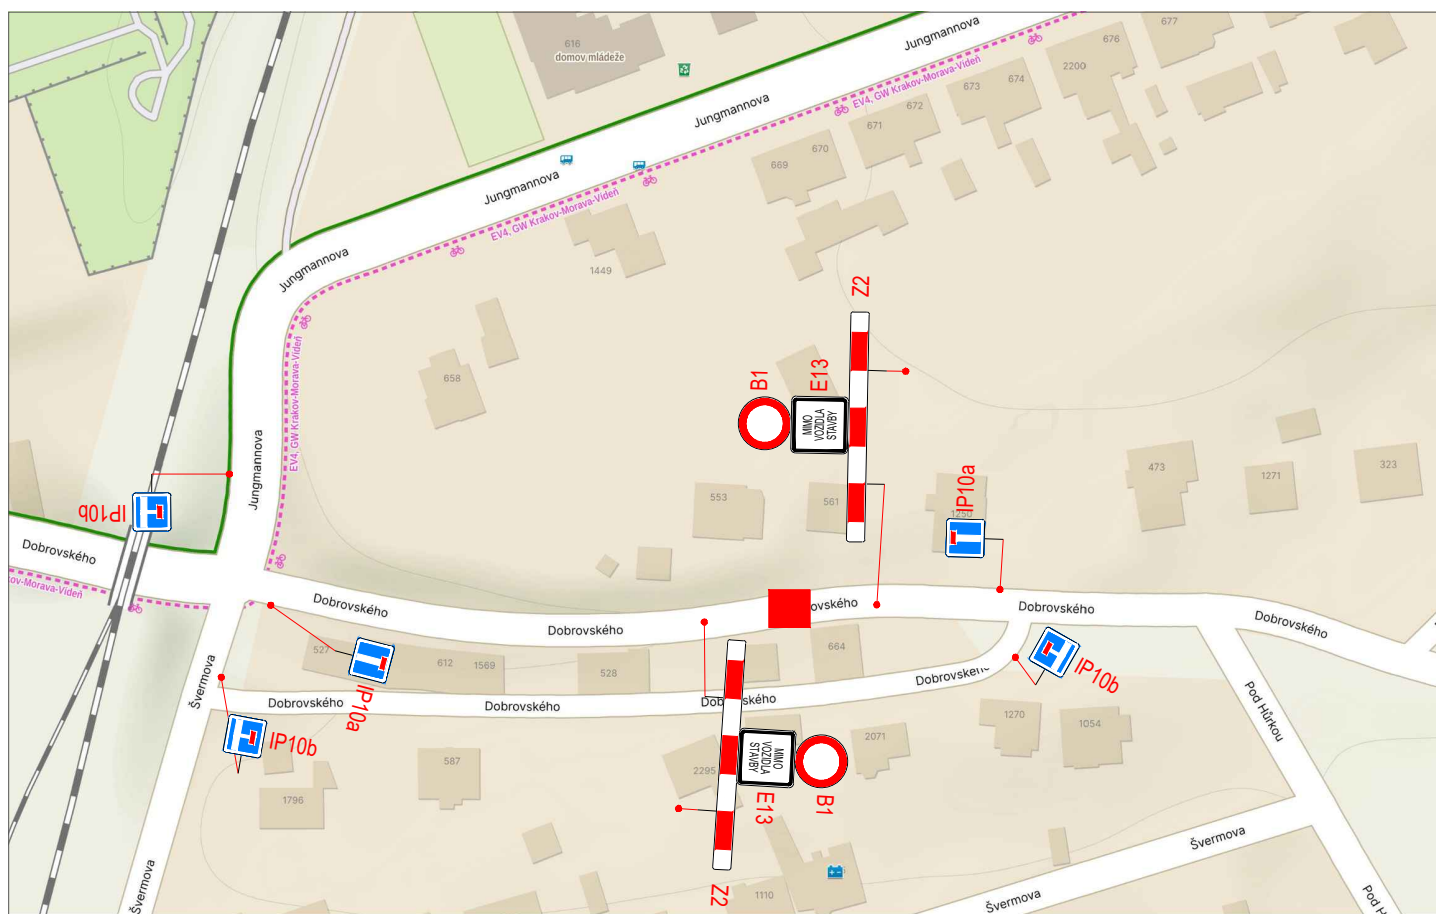 616
domov mládeže
Jungmannova
677
676
2200
674
673
EV4, GW Krakov-Morava-Vídeň
672
671
Jungmannova
670
669
Jungmannova
EV4, GW Krakov-Morava-Vídeň
1449
Jungmannova
Z2
EV4, GW Krakov-Morava-Vídeň
658
B1
E13
MIMO
VOZIDLA
STAVBY
Jungmannova
473
1271
323
553
561
1250
IP10a
IP10b
Dobrovského
kov-Morava-Vídeň
Dobrovského
Dobrovského
ovského
Dobrovského
Dobrovského
527
612
1569
528
664
IP10a
IP10b
Švermova
Dobrovského
Dobrovského
Dobrovského
Dobrovskéh
Pod Hůrkou
IP10b
587
2295
2071
1270
1054
MIMO
VOZIDLA
STAVBY
E13
B1
1796
Z2
1110
Švermova
Švermova
Švermova
Pod H